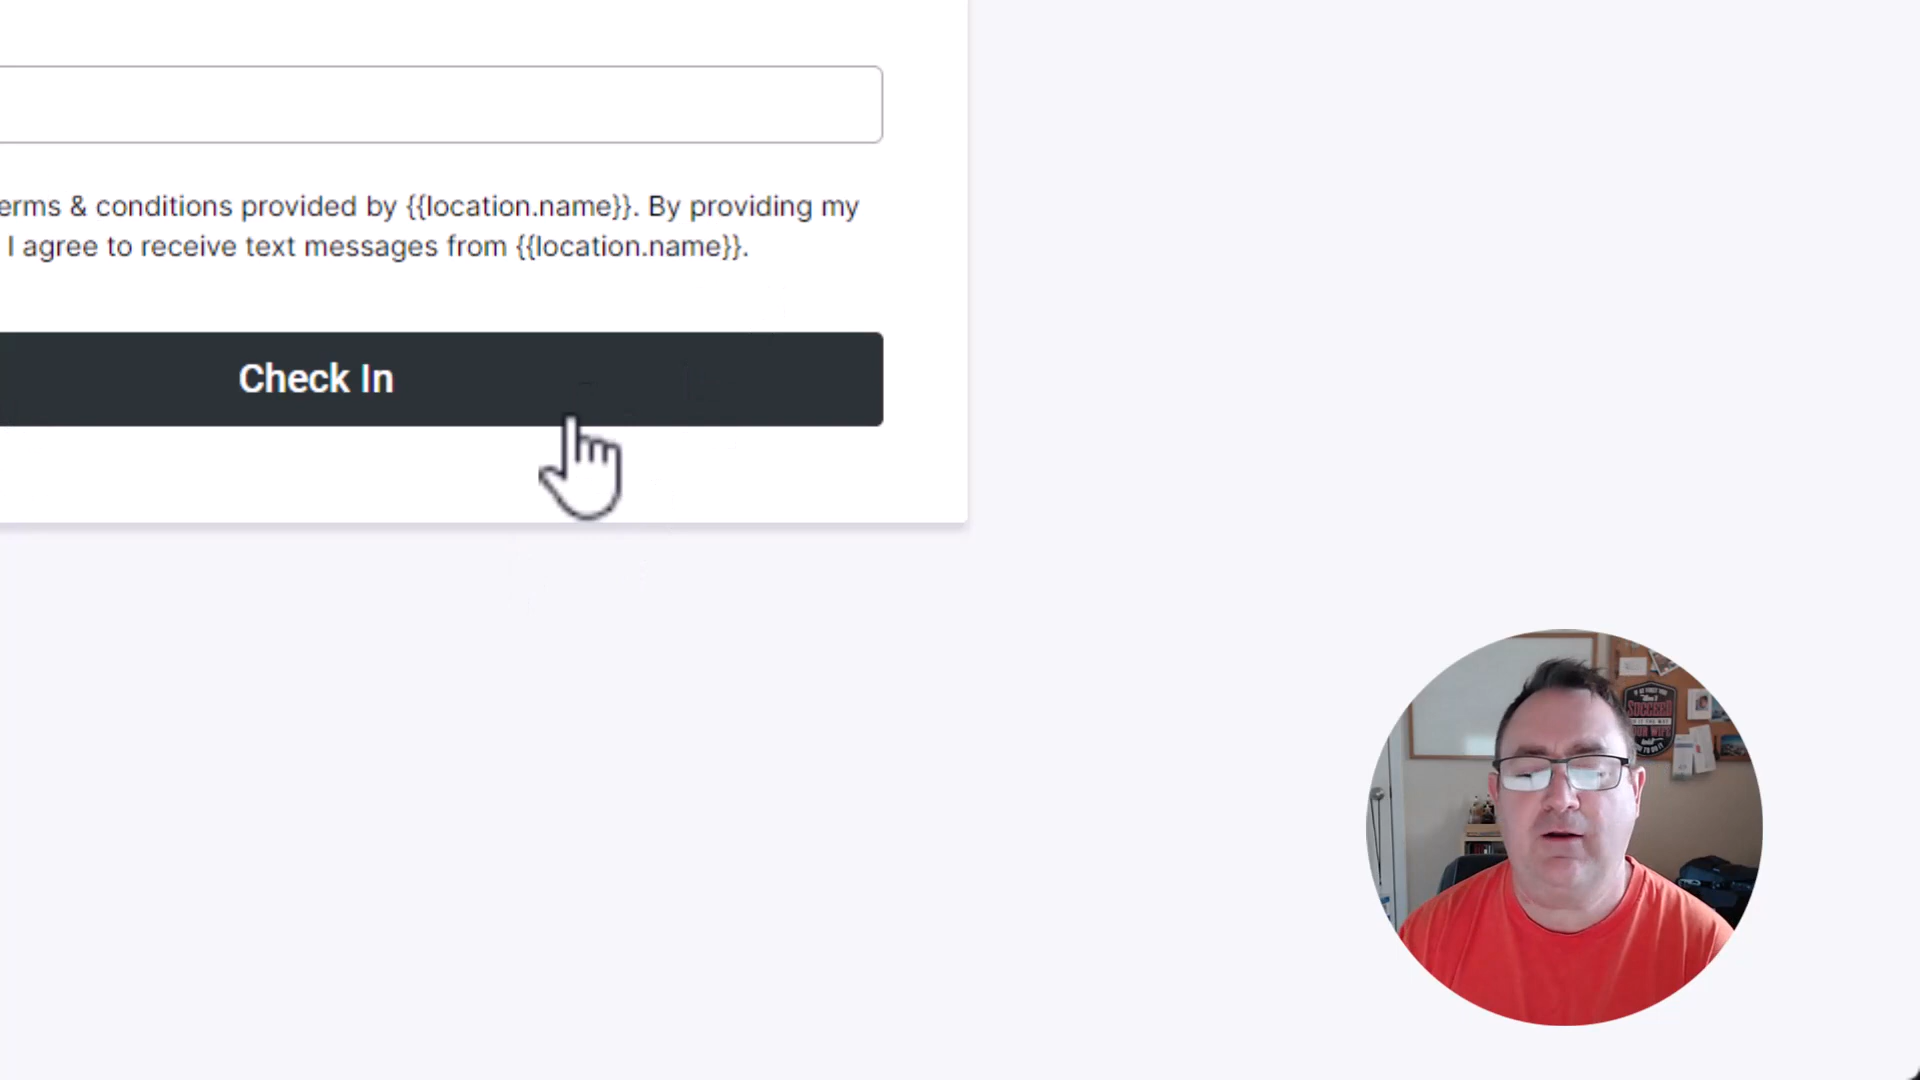 erms & conditions provided by {{location.name}}. By providing my
I agree to receive text messages from {{location.name}}.
Check In
SUCCEED